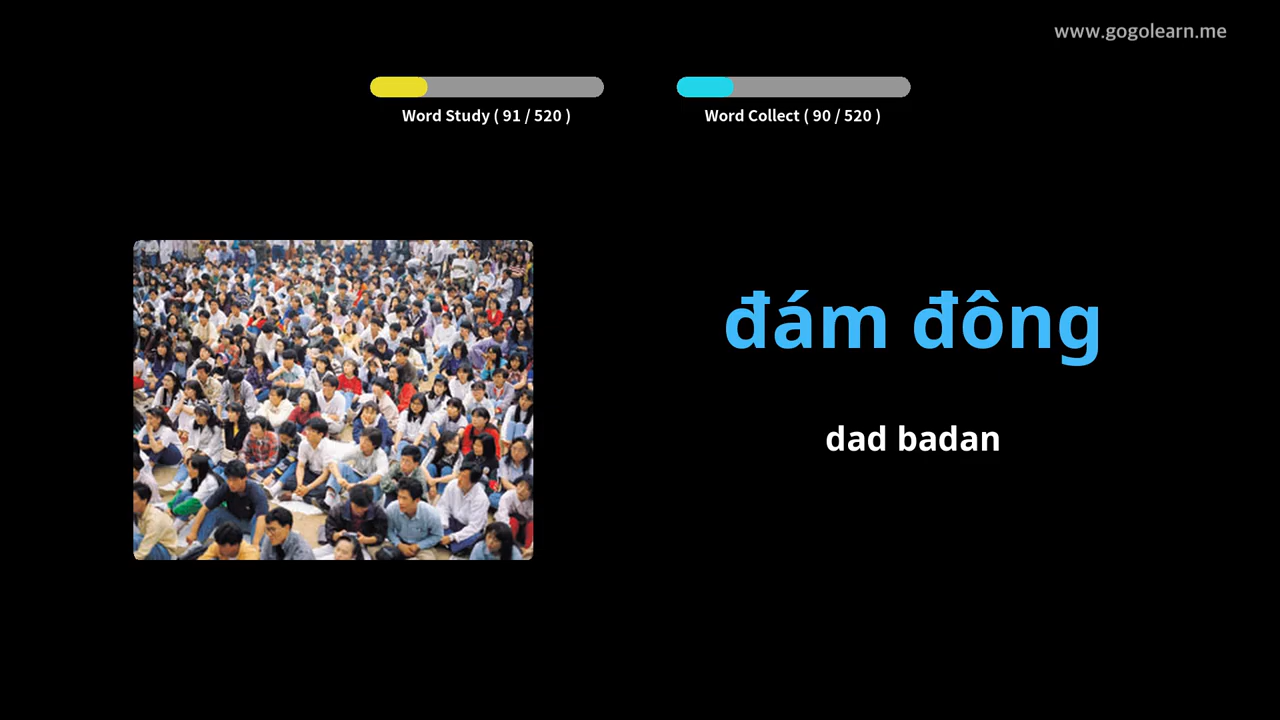 www.gogolearn.me
Word Study ( 91 / 520 )
Word Collect ( 90 / 520 )
đám đông
dad badan